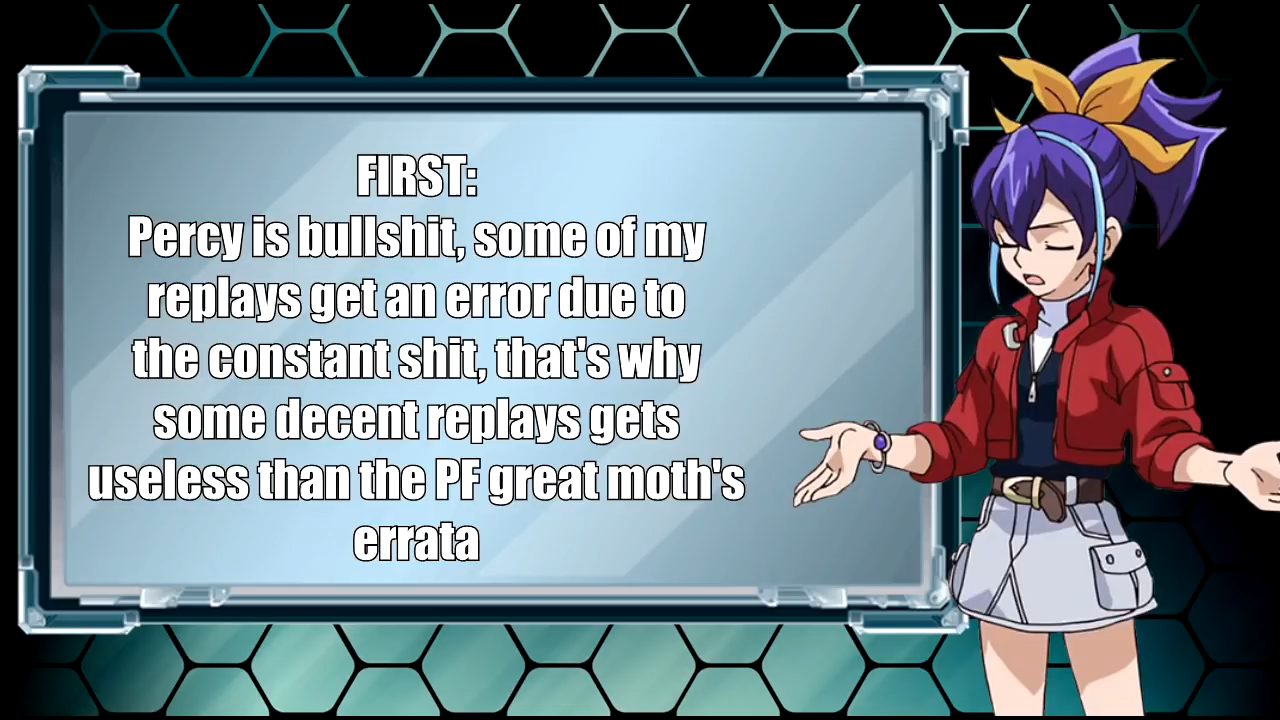 FIRST:
Percy is bullshit, some of my
replays get an error due to
the constant shit, that's why
some decent replays gets
useless than the PF great moth's
errata